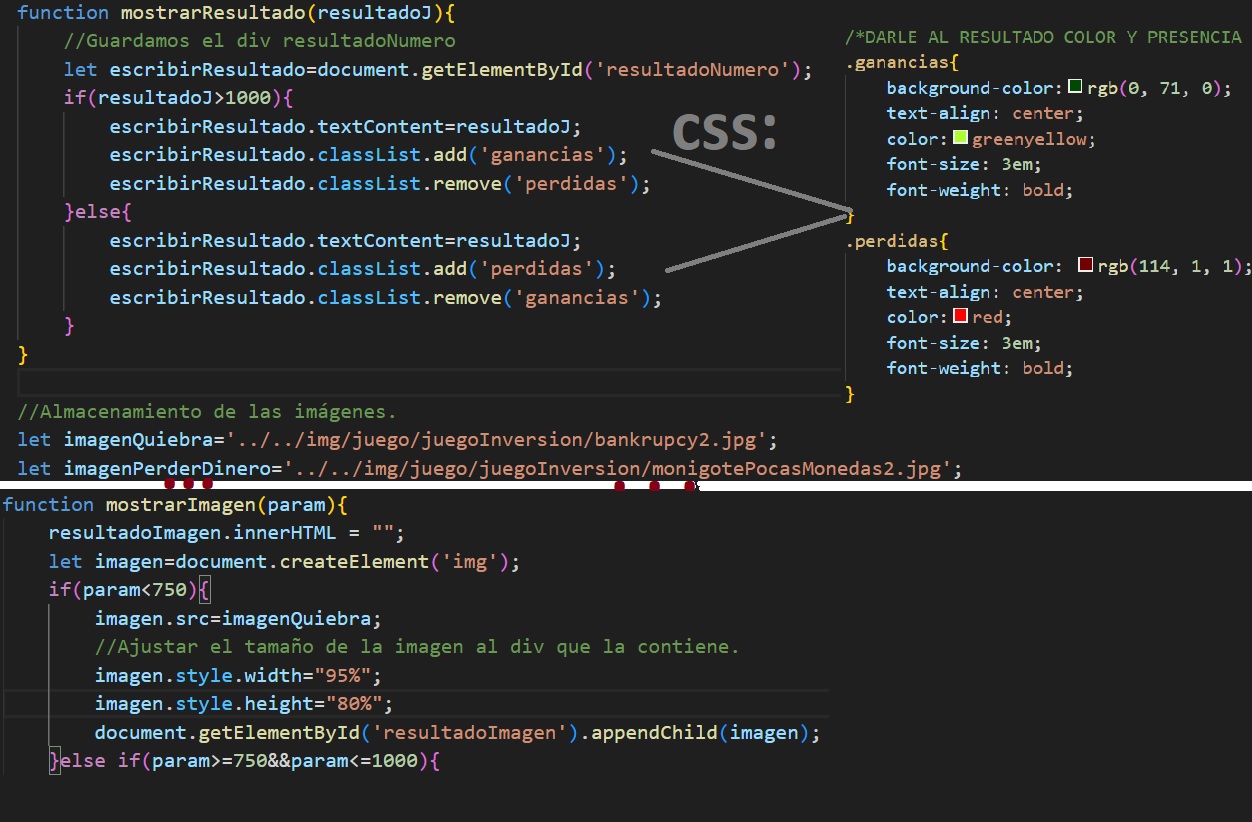 function mostrarResultado(resultadoJ){
//Guardamos el div resultadoNumero
let escribirResultado=document.getElementById('resultadoNumero');
if(resultadoJ>1000){
escribirResultado.textContent=resultadoJ;
escribirResultado.classList.add('ganancias');
escribirResultado.classList.remove('perdidas');
}else{
escribirResultado.textContent=resultadoJ;
escribirResultado.classList.add('perdidas');
escribirResultado.classList.remove('ganancias');
}
}
//Almacenamiento de las imágenes.
let imagenQuiebra='../../img/juego/juegoInversion/bankrupcy2.jpg';
let imagenPerderDinero='../../img/juego/juegoInversion/monigotePocasMonedas2.jpg';
CSS:
/*DARLE AL RESULTADO COLOR Y PRESENCIA
.ganancias{
background-color: rgb(0, 71, 0);
text-align: center;
color: greenyellow;
font-size: 3em;
font-weight: bold;
}
.perdidas{
background-color: rgb(114, 1, 1);
text-align: center;
color: red;
font-size: 3em;
font-weight: bold;
}
function mostrarImagen(param){
resultadoImagen.innerHTML = "";
let imagen=document.createElement('img');
if(param<750){
imagen.src=imagenQuiebra;
//Ajustar el tamaño de la imagen al div que la contiene.
imagen.style.width="95%";
imagen.style.height="80%";
document.getElementById('resultadoImagen').appendChild(imagen);
}else if(param>=750&&param<=1000){